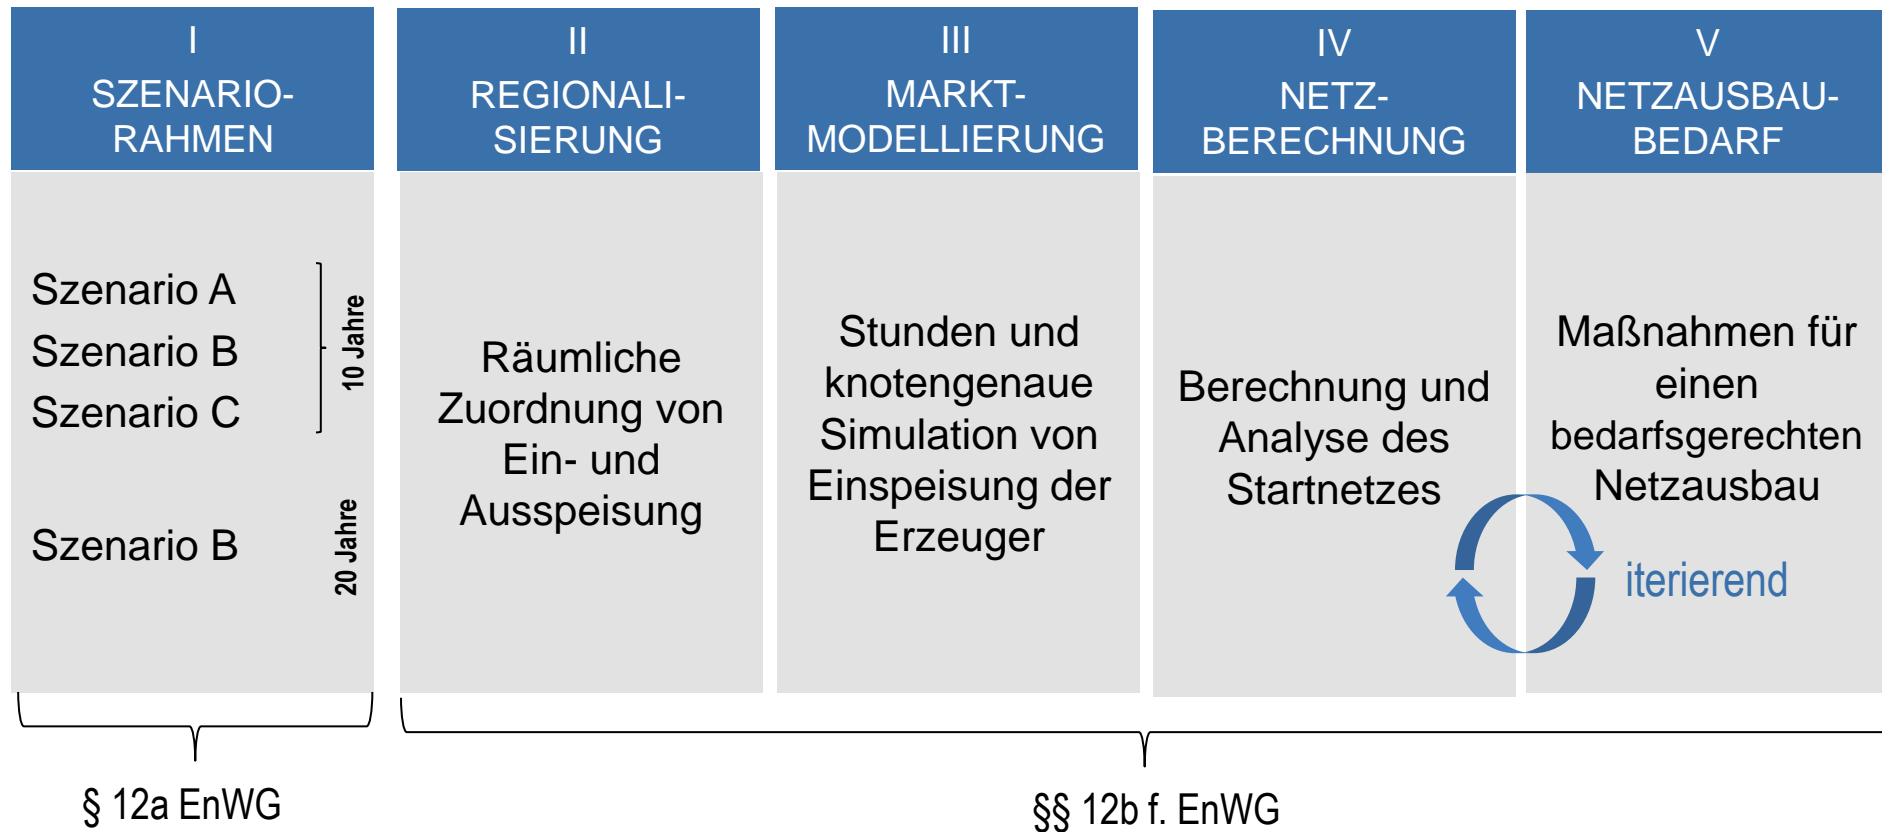 I
SZENARIO-
RAHMEN
Szenario A
Szenario B
Szenario C
10 Jahre
Szenario B
20 Jahre
§ 12a EnWG
II
REGIONALI-
SIERUNG
Räumliche
Zuordnung von
Ein- und
Ausspeisung
III
MARKT-
MODELLIERUNG
Stunden und
knotengenaue
Simulation von
Einspeisung der
Erzeuger
IV
NETZ-
BERECHNUNG
Berechnung und
Analyse des
Startnetzes
V
NETZAUSBAU-
BEDARF
Maßnahmen für
einen
bedarfsgerechten
Netzausbau
iterierend
§§ 12b f. EnWG